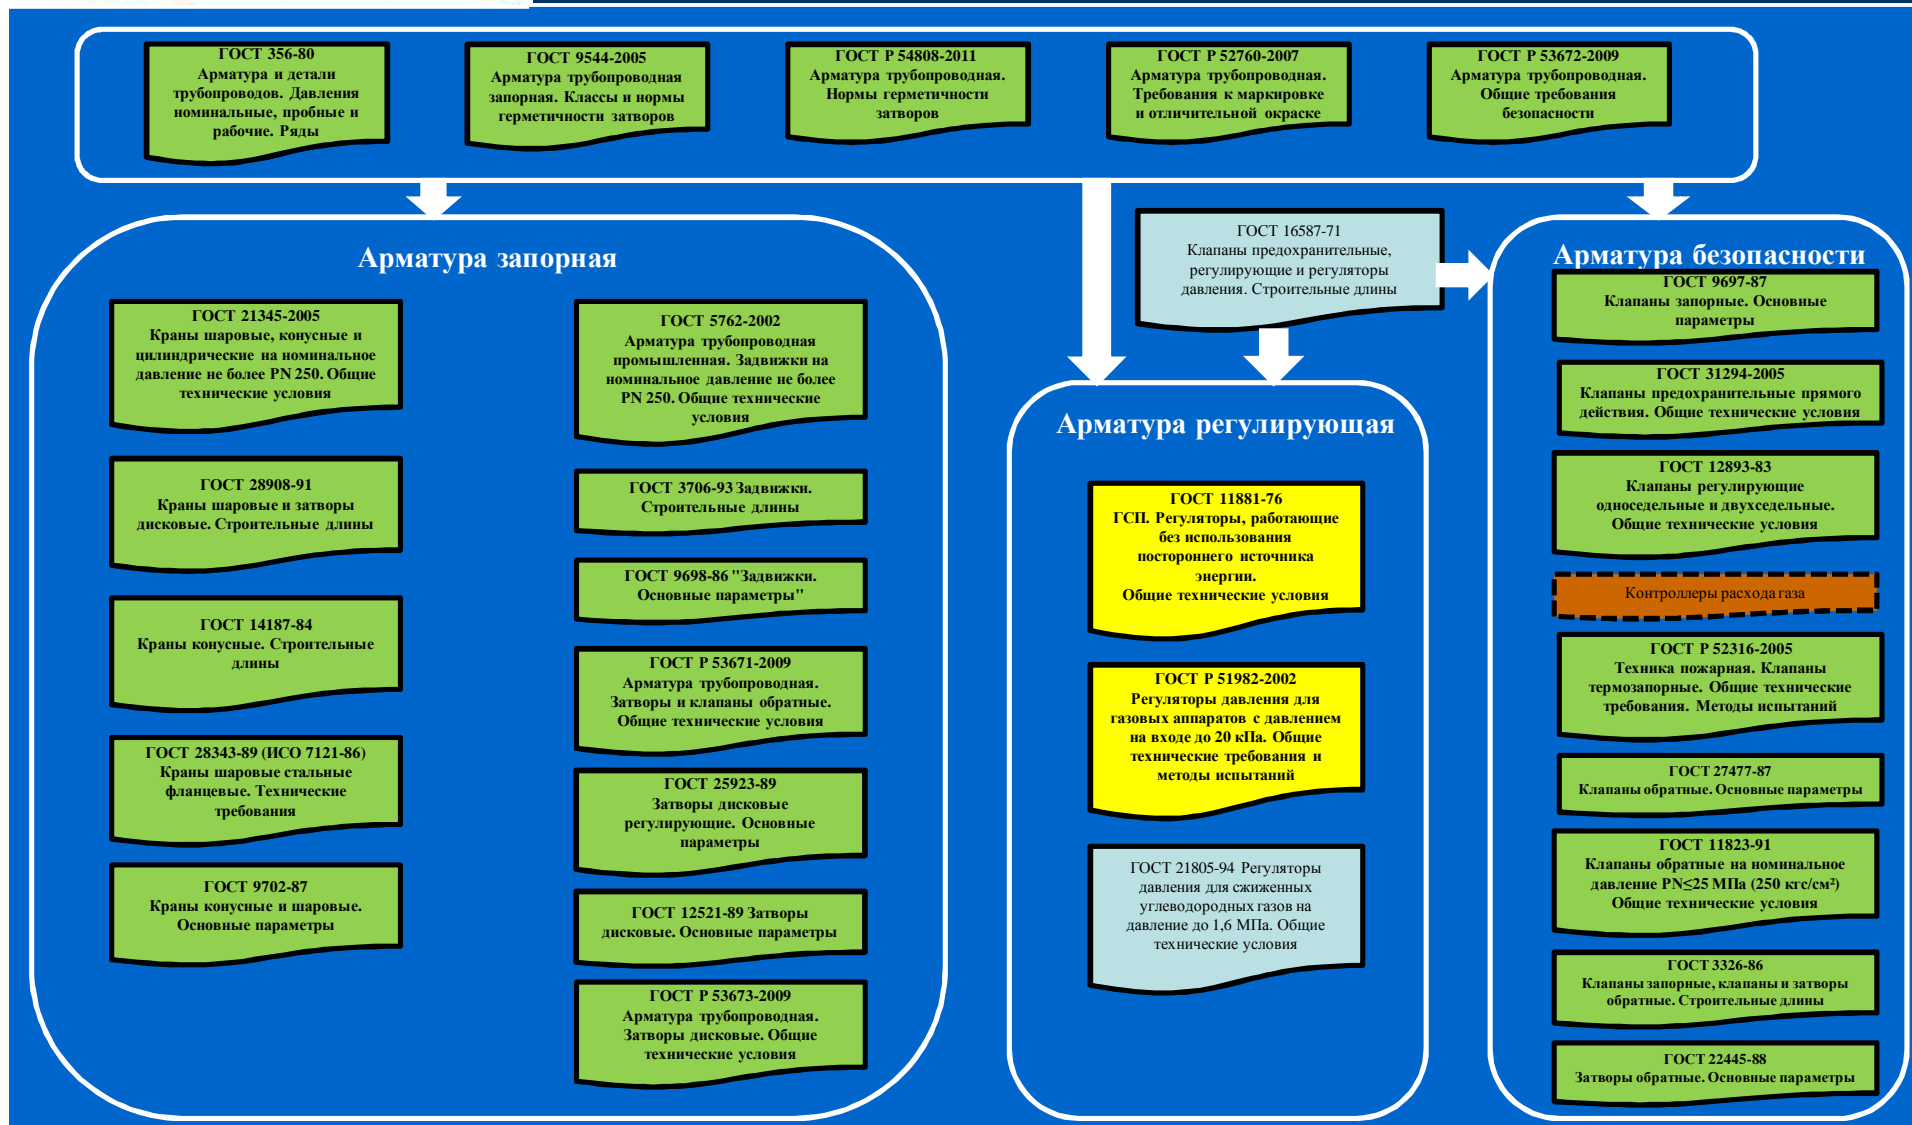 ГОСТ 356-80
Арматура и детали
трубопроводов. Давления
номинальные, пробные и
рабочие. Ряды
ГОСТ 9544-2005
Арматура трубопроводная
запорная. Классы и нормы
герметичности затворов
ГОСТ Р 54808-2011
Арматура трубопроводная.
Нормы герметичности
затворов
ГОСТ Р 52760-2007
Арматура трубопроводная.
Требования к маркировке
и отличительной окраске
ГОСТ Р 53672-2009
Арматура трубопроводная.
Общие требования
безопасности
Арматура запорная
ГОСТ 21345-2005
Краны шаровые, конусные и
цилиндрические на номинальное
давление не более PN 250. Общие
технические условия
ГОСТ 28908-91
Краны шаровые и затворы
дисковые. Строительные длины
ГОСТ 14187-84
Краны конусные. Строительные
длины
ГОСТ 28343-89 (ИСО 7121-86)
Краны шаровые стальные
фланцевые. Технические
требования
ГОСТ 9702-87
Краны конусные и шаровые.
Основные параметры
ГОСТ 5762-2002
Арматура трубопроводная
промышленная. Задвижки на
номинальное давление не более
PN 250. Общие технические
условия
ГОСТ 3706-93 Задвижки.
Строительные длины
ГОСТ 9698-86 "Задвижки.
Основные параметры"
ГОСТ Р 53671-2009
Арматура трубопроводная.
Затворы и клапаны обратные.
Общие технические условия
ГОСТ 25923-89
Затворы дисковые
регулирующие. Основные
параметры
ГОСТ 12521-89 Затворы
дисковые. Основные параметры
ГОСТ Р 53673-2009
Арматура трубопроводная.
Затворы дисковые. Общие
технические условия
ГОСТ 16587-71
Клапаны предохранительные,
регулирующие и регуляторы
давления. Строительные длины
Арматура регулирующая
ГОСТ 11881-76
ГСП. Регуляторы, работающие
без использования
постороннего источника
энергии.
Общие технические условия
ГОСТ Р 51982-2002
Регуляторы давления для
газовых аппаратов с давлением
на входе до 20 кПа. Общие
технические требования и
методы испытаний
ГОСТ 21805-94 Регуляторы
давления для сжиженных
углеводородных газов на
давление до 1,6 МПа. Общие
технические условия
Арматура безопасности
ГОСТ 9697-87
Клапаны запорные. Основные
параметры
ГОСТ 31294-2005
Клапаны предохранительные прямого
действия. Общие технические условия
ГОСТ 12893-83
Клапаны регулирующие
односедельные и двухседельные.
Общие технические условия
Контроллеры расхода газа
ГОСТ Р 52316-2005
Техника пожарная. Клапаны
термозапорные. Общие технические
требования. Методы испытаний
ГОСТ 27477-87
Клапаны обратные. Основные параметры
ГОСТ 11823-91
Клапаны обратные на номинальное
давление PN≤25 МПа (250 кгс/см²)
Общие технические условия
ГОСТ 3326-86
Клапаны запорные, клапаны и затворы
обратные. Строительные длины
ГОСТ 22445-88
Затворы обратные. Основные параметры